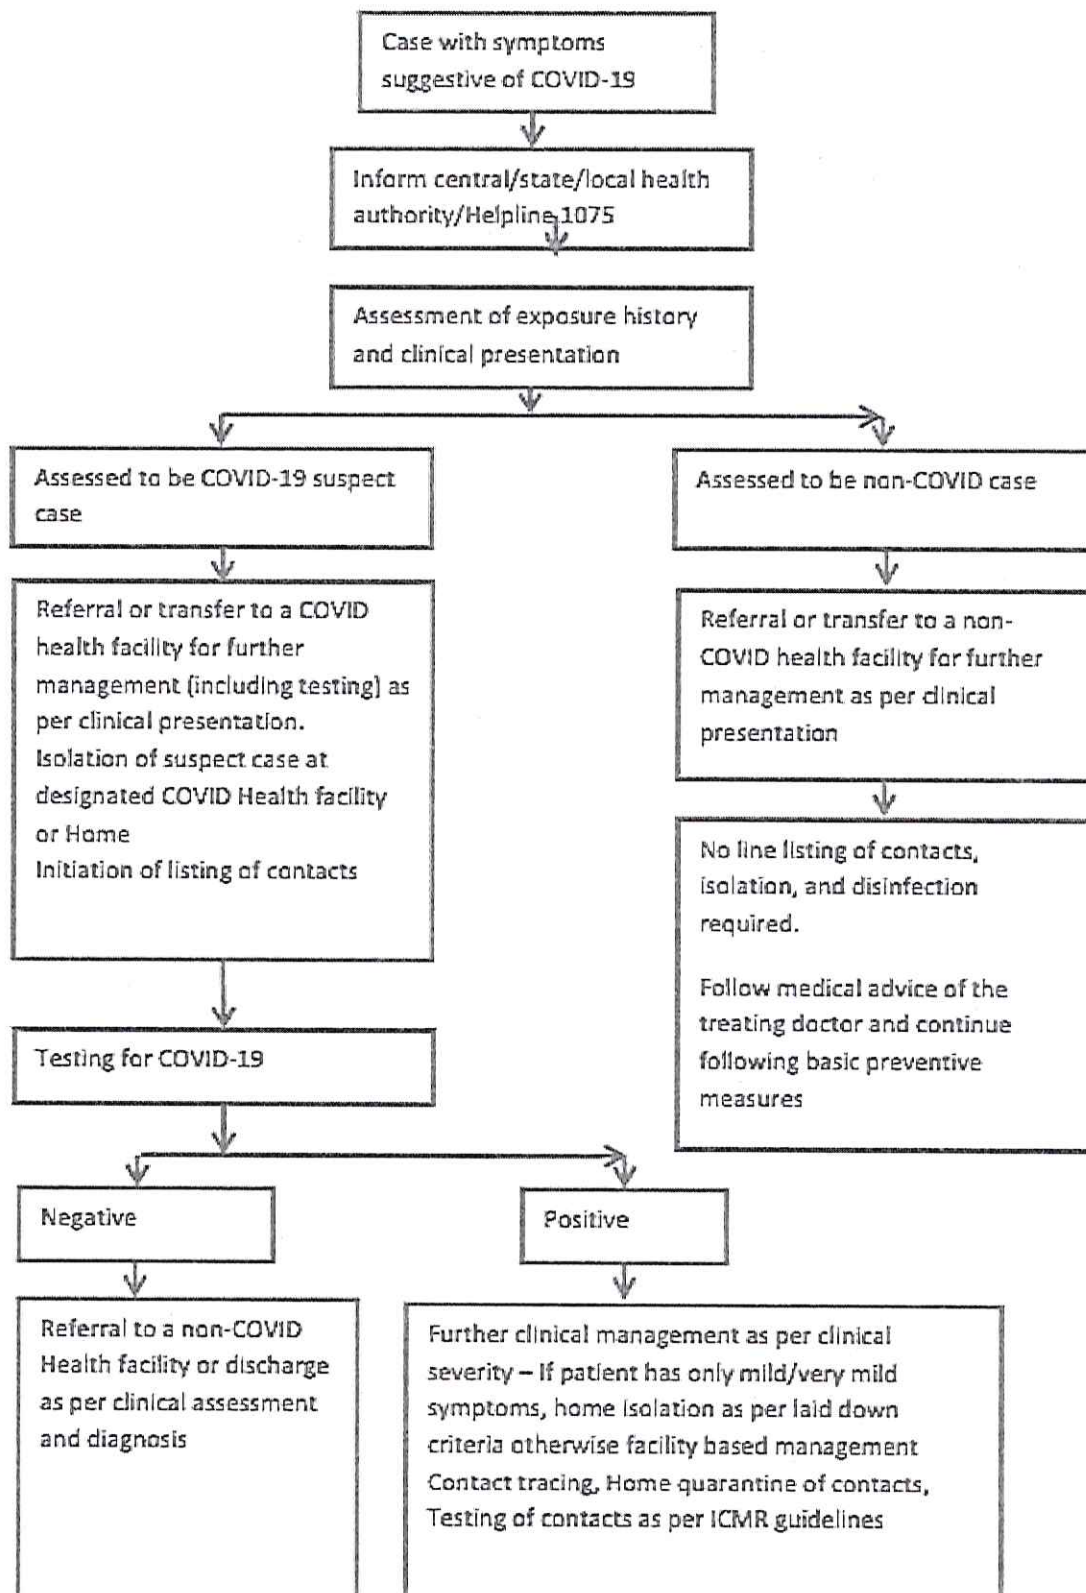 Case with symptoms
suggestive of COVID-19
Inform central/state/local health
authority/Helpline 1075
Assessment of exposure history
and clinical presentation
Assessed to be COVID-19 suspect
case
Assessed to be non-COVID case
Referral or transfer to a COVID
health facility for further
management (including testing) as
per clinical presentation.
Isolation of suspect case at
designated COVID Health facility
or Home
Initiation of listing of contacts
Referral or transfer to a non-
COVID health facility for further
management as per clinical
presentation
No line listing of contacts,
isolation, and disinfection
required.
Follow medical advice of the
treating doctor and continue
following basic preventive
measures
Testing for COVID-19
Negative
Positive
Referral to a non-COVID
Health facility or discharge
as per clinical assessment
and diagnosis
Further clinical management as per clinical
severity – If patient has only mild/very mild
symptoms, home isolation as per laid down
criteria otherwise facility based management
Contact tracing, Home quarantine of contacts,
Testing of contacts as per ICMR guidelines